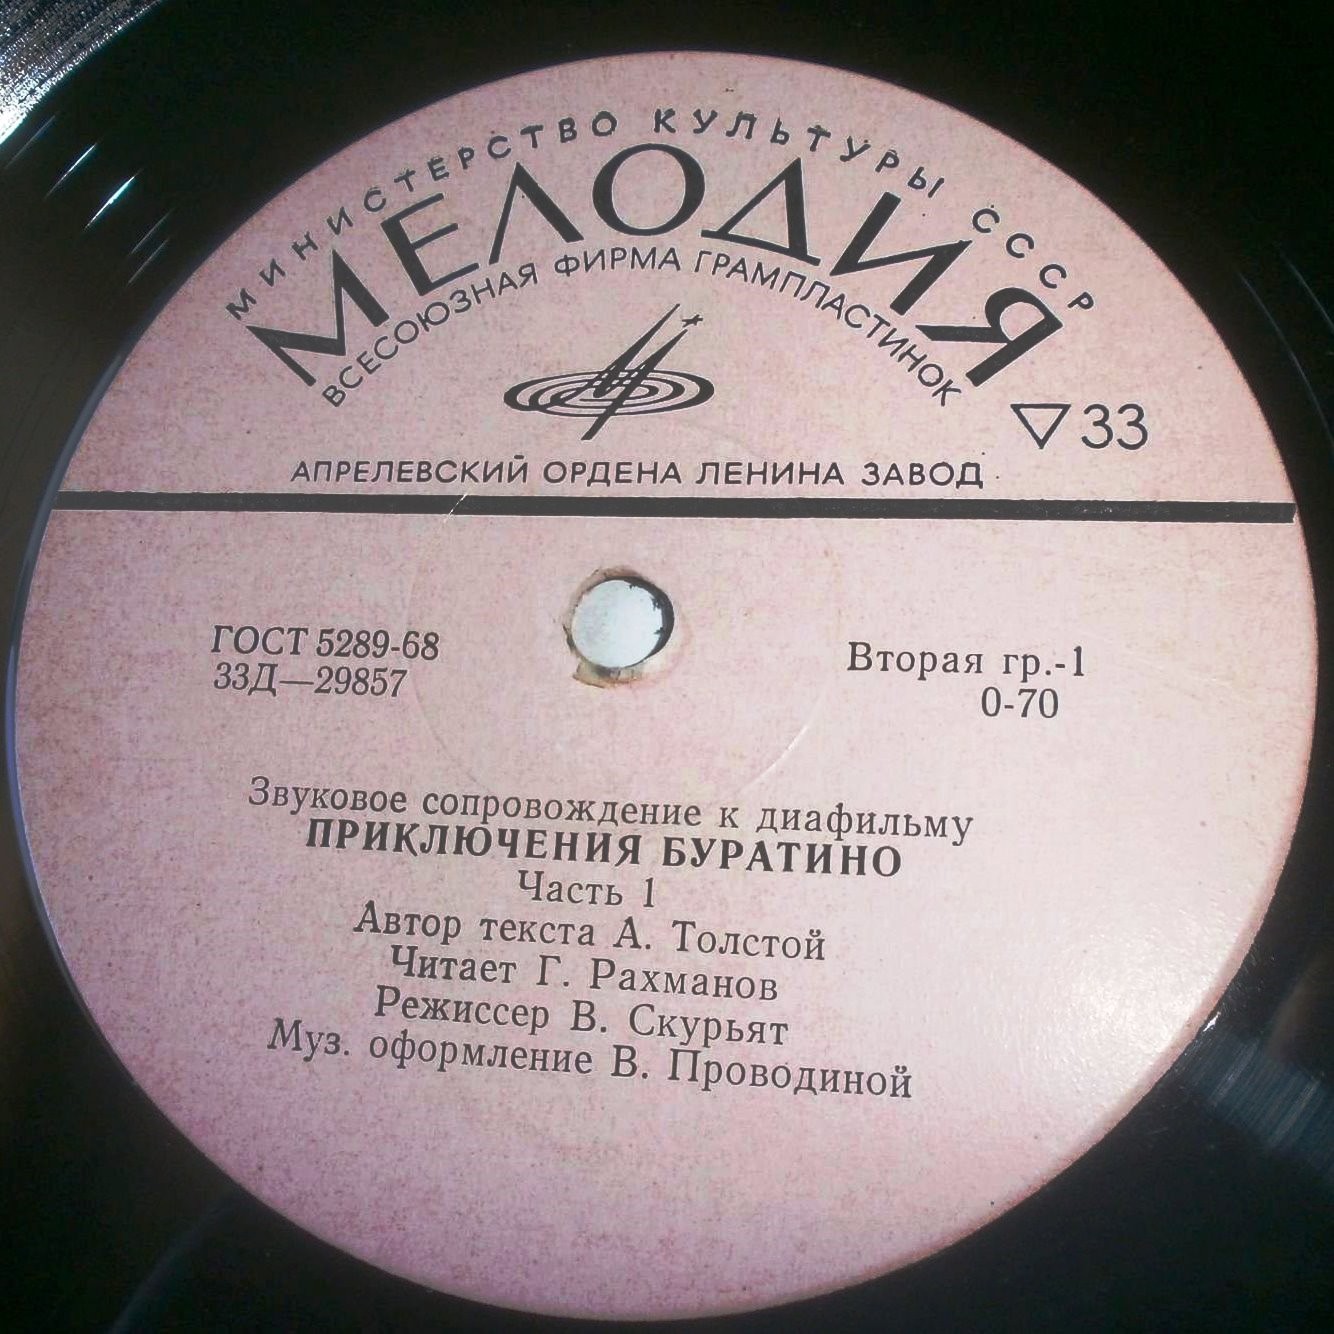 МИНИСТЕРСТВО КУЛЬТУРЫ СССР
МЕЛОДИЯ
ВСЕСОЮЗНАЯ ФИРМА ГРАМПЛАСТИНОК
▽33
АПРЕЛЕВСКИЙ ОРДЕНА ЛЕНИНА ЗАВОД
ГОСТ 5289-68
33Д—29857
Вторая гр.-1
0-70
Звуковое сопровождение к диафильму
ПРИКЛЮЧЕНИЯ БУРАТИНО
Часть 1
Автор текста А. Толстой
Читает Г. Рахманов
Режиссер В. Скурьят
Муз. оформление В. Проводиной